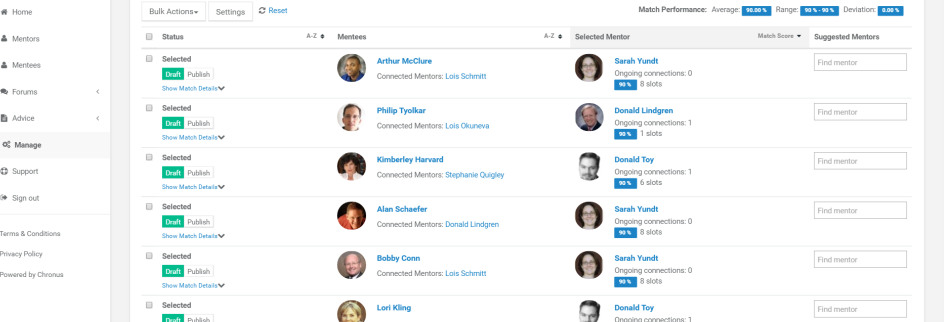 Home
Mentors
Mentees
Forums
Advice
Manage
Support
Sign out
Terms & Conditions
Privacy Policy
Powered by Chronus
Bulk Actions Settings Reset
Match Performance: Average: 90.00 % Range: 90 % - 90 % Deviation: 0.00 %
Status A-Z Mentees A-Z Selected Mentor Match Score Suggested Mentors
Selected
Draft Publish
Show Match Details
Arthur McClure
Connected Mentors: Lois Schmitt
Sarah Yundt
Ongoing connections: 0
90 % 8 slots
Find mentor
Selected
Draft Publish
Show Match Details
Philip Tyolkar
Connected Mentors: Lois Okuneva
Donald Lindgren
Ongoing connections: 1
90 % 1 slots
Find mentor
Selected
Draft Publish
Show Match Details
Kimberley Harvard
Connected Mentors: Stephanie Quigley
Donald Toy
Ongoing connections: 1
90 % 6 slots
Find mentor
Selected
Draft Publish
Show Match Details
Alan Schaefer
Connected Mentors: Donald Lindgren
Sarah Yundt
Ongoing connections: 0
90 % 8 slots
Find mentor
Selected
Draft Publish
Show Match Details
Bobby Conn
Connected Mentors: Lois Schmitt
Sarah Yundt
Ongoing connections: 0
90 % 8 slots
Find mentor
Selected
Draft Publish
Lori Kling
Donald Toy
Ongoing connections: 1
Find mentor